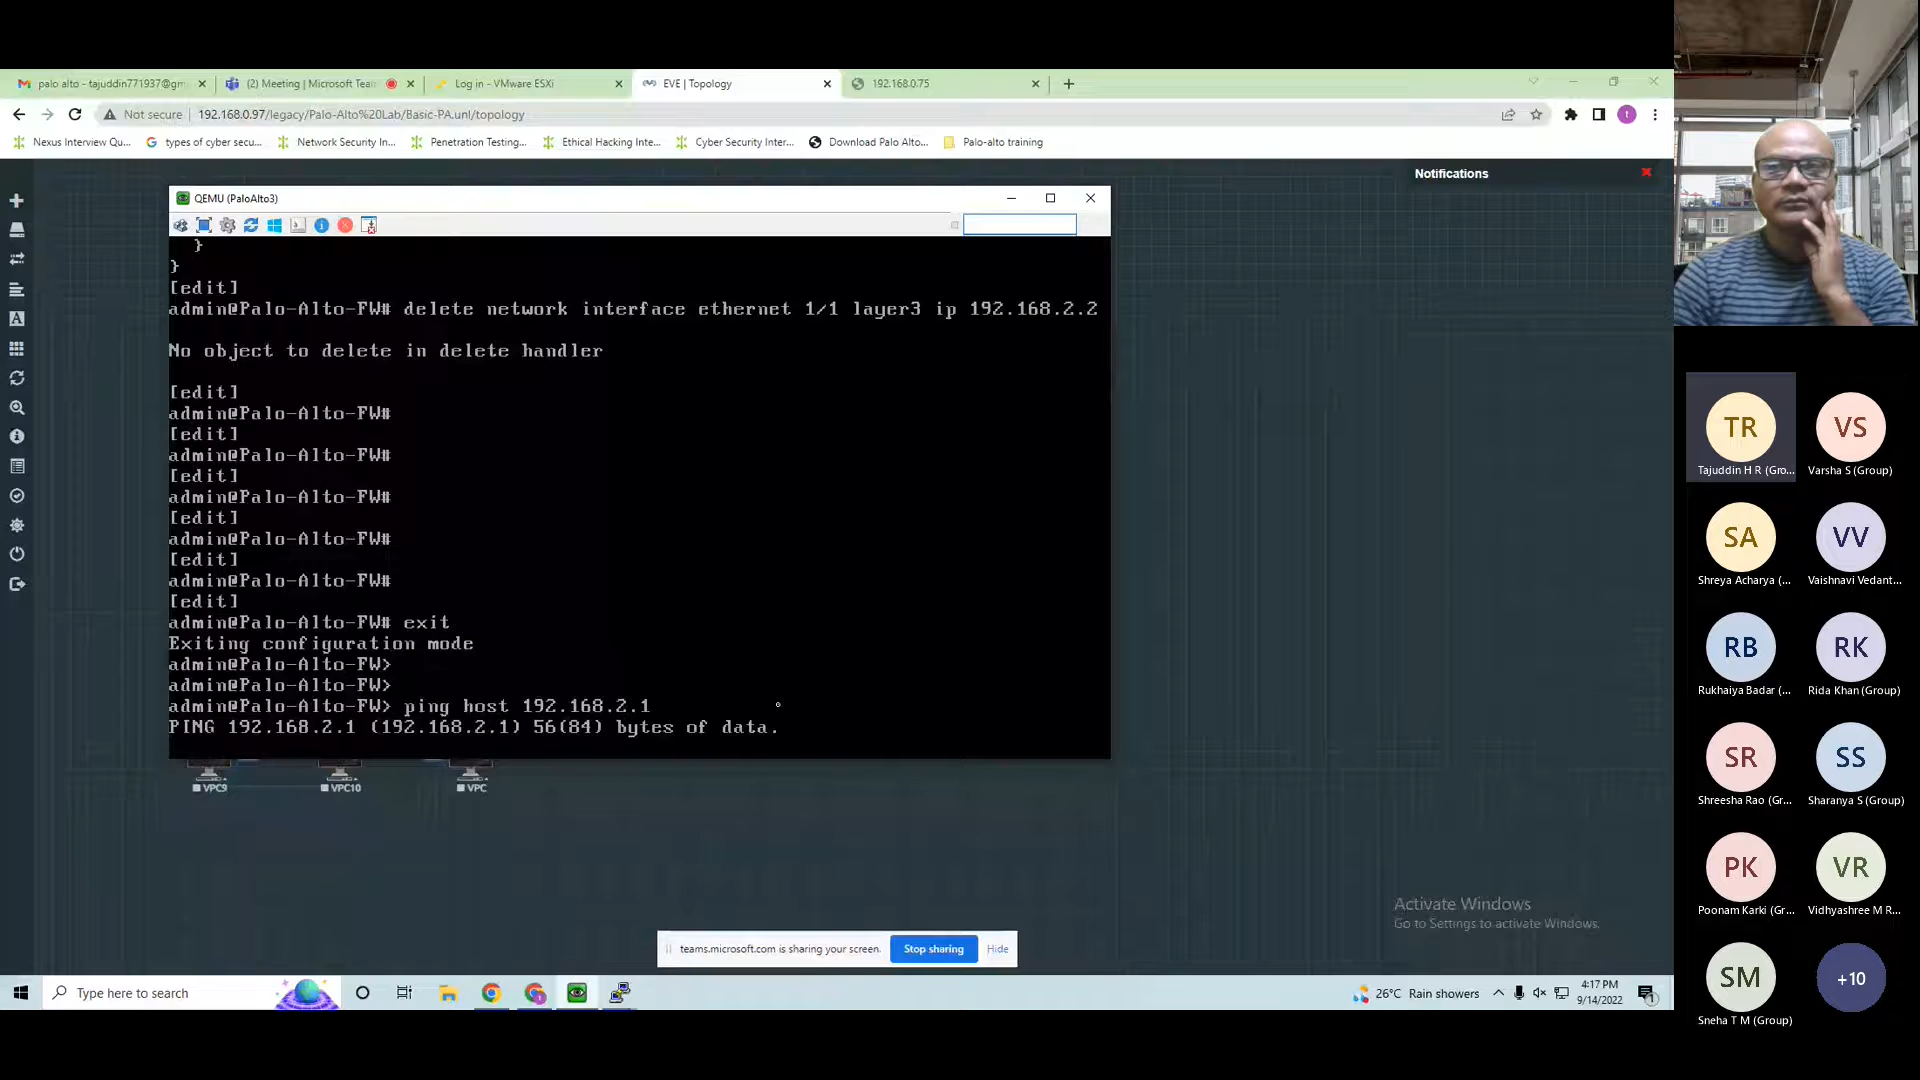 palo alto - tajuddin771937@gm
(2) Meeting | Microsoft Team
Log in - VMware ESXi
EVE | Topology
192.168.0.75
Not secure
192.168.0.97/legacy/Palo-Alto%20Lab/Basic-PA.unl/topology
t
Nexus Interview Qu...
types of cyber secu...
Network Security In...
Penetration Testing...
Ethical Hacking Inte...
Cyber Security Inter...
Download Palo Alto...
Palo-alto training
Notifications
QEMU (PaloAlto3)
}
}
[edit]
admin@Palo-Alto-FW# delete network interface ethernet 1/1 layer3 ip 192.168.2.2
No object to delete in delete handler
[edit]
admin@Palo-Alto-FW#
[edit]
admin@Palo-Alto-FW#
[edit]
admin@Palo-Alto-FW#
[edit]
admin@Palo-Alto-FW#
[edit]
admin@Palo-Alto-FW#
[edit]
admin@Palo-Alto-FW# exit
Exiting configuration mode
admin@Palo-Alto-FW>
admin@Palo-Alto-FW>
admin@Palo-Alto-FW> ping host 192.168.2.1
PING 192.168.2.1 (192.168.2.1) 56(84) bytes of data.
VPC9
VPC10
VPC
Activate Windows
Go to Settings to activate Windows.
teams.microsoft.com is sharing your screen.
Stop sharing
Hide
Type here to search
26°C Rain showers
4:17 PM
9/14/2022
1
TR
Tajuddin H R (Gro...
VS
Varsha S (Group)
SA
Shreya Acharya (...
VV
Vaishnavi Vedant...
RB
Rukhaiya Badar (...
RK
Rida Khan (Group)
SR
Shreesha Rao (Gr...
SS
Sharanya S (Group)
PK
Poonam Karki (Gr...
VR
Vidhyashree M R...
SM
Sneha T M (Group)
+10